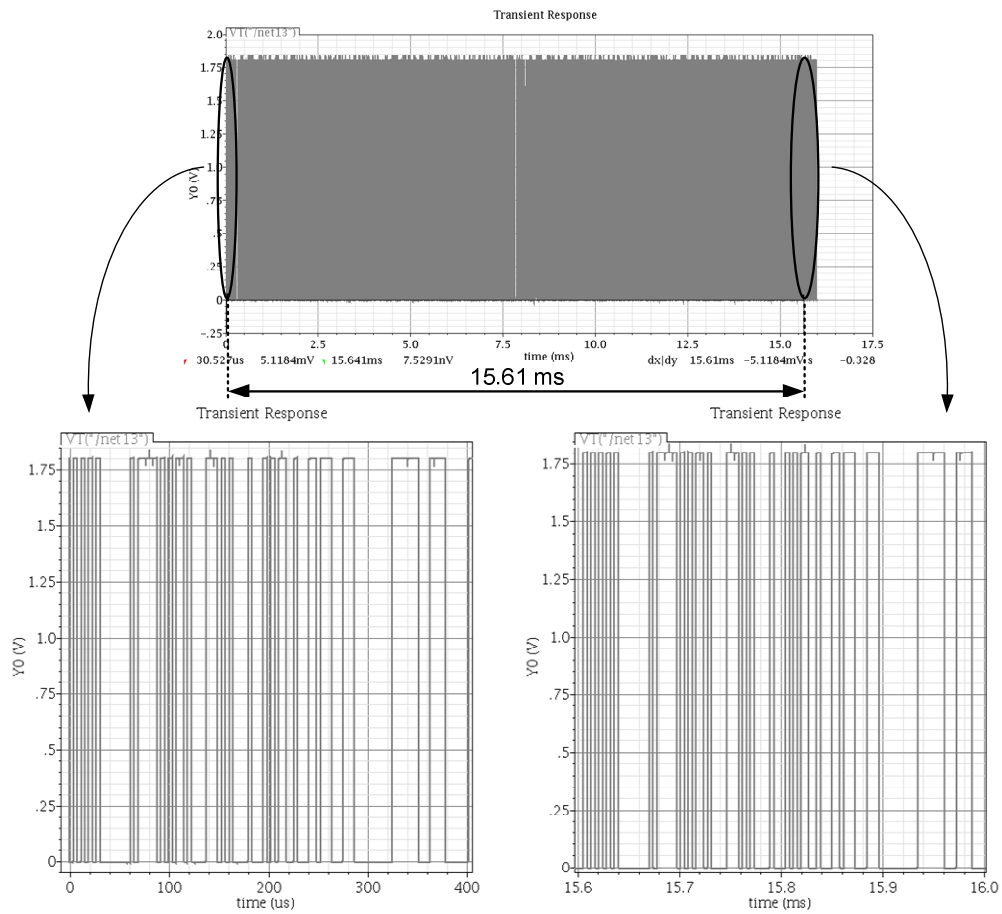 Transient Response
VT("/net13")
2.0
1.75
1.5
1.25
1.0
.75
.5
.25
0
-.25
Y0 (V)
0 2.5 5.0 7.5 10.0 12.5 15.0 17.5
time (ms)
30.527us 5.1184mV 15.641ms 7.5291nV dx|dy 15.61ms -5.1184mV s -0.328
15.61 ms
Transient Response
VT("/net13")
1.75
1.5
1.25
1.0
.75
.5
.25
0
Y0 (V)
0 100 200 300 400
time (us)
Transient Response
VT("/net13")
1.75
1.5
1.25
1.0
.75
.5
.25
0
Y0 (V)
15.6 15.7 15.8 15.9 16.0
time (ms)